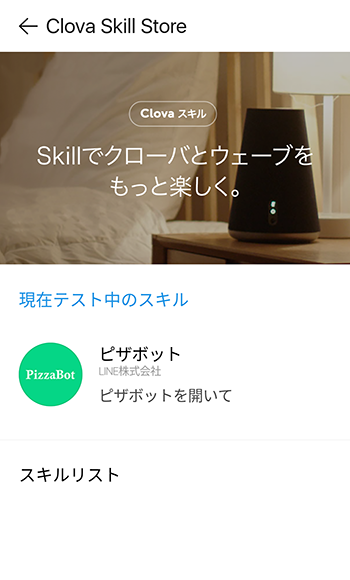 ← Clova Skill Store
Clova スキル
Skillでクローバとウェーブを
もっと楽しく。
現在テスト中のスキル
PizzaBot
ピザボット
LINE株式会社
ピザボットを開いて
スキルリスト